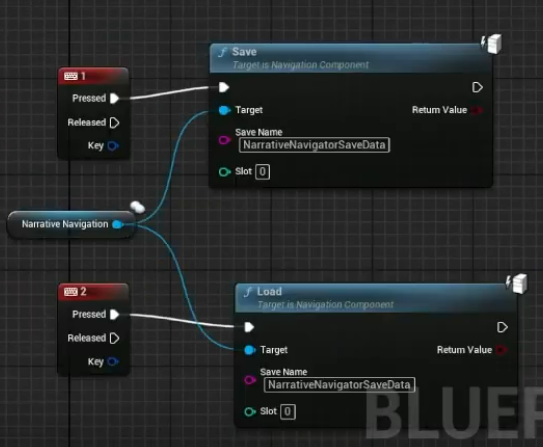 Save
Target is Navigation Component
1
Pressed
Released
Key
Target
Return Value
Save Name
NarrativeNavigatorSaveData
Slot 0
Narrative Navigation
2
Pressed
Released
Key
Load
Target is Navigation Component
Target
Return Value
Save Name
NarrativeNavigatorSaveData
Slot 0